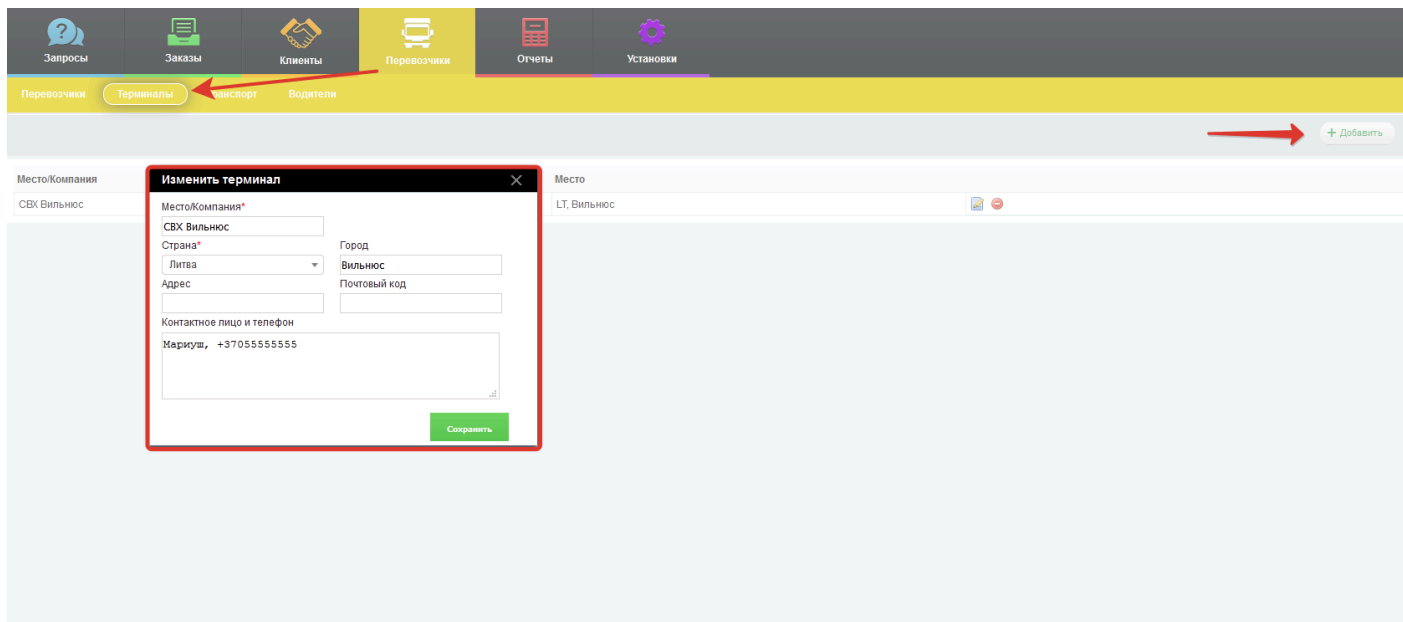 Запросы Заказы Клиенты Перевозчики Отчеты Установки
Перевозчики Терминалы Транспорт Водители
+ Добавить
Место/Компания Место
СВХ Вильнюс LT, Вильнюс
Изменить терминал
Место/Компания*
СВХ Вильнюс
Страна* Город
Литва Вильнюс
Адрес Почтовый код
Контактное лицо и телефон
Мариуш, +37055555555
Сохранить